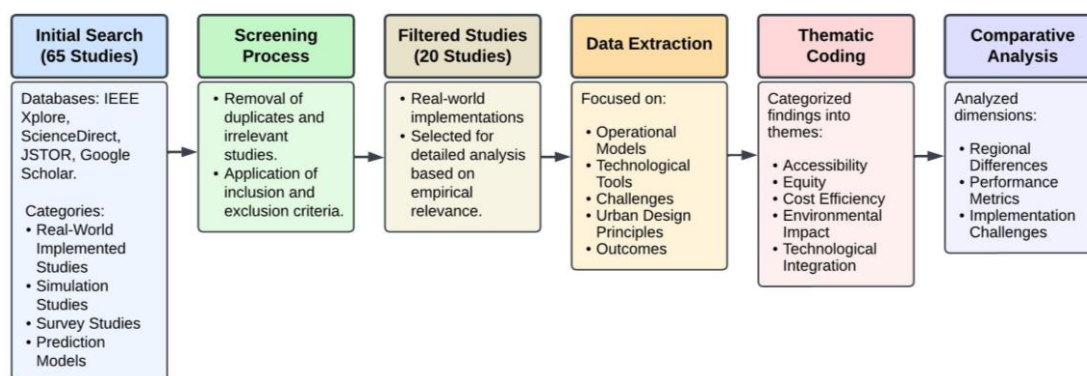 Initial Search
(65 Studies)
Databases: IEEE
Xplore,
ScienceDirect,
JSTOR, Google
Scholar.
Categories:
• Real-World
Implemented
Studies
• Simulation
Studies
• Survey Studies
• Prediction
Models
Screening
Process
• Removal of
duplicates and
irrelevant
studies.
• Application of
inclusion and
exclusion criteria.
Filtered Studies
(20 Studies)
• Real-world
implementations
• Selected for
detailed analysis
based on
empirical
relevance.
Data Extraction
Focused on:
• Operational
Models
• Technological
Tools
• Challenges
• Urban Design
Principles
• Outcomes
Thematic
Coding
Categorized
findings into
themes:
• Accessibility
• Equity
• Cost Efficiency
• Environmental
Impact
• Technological
Integration
Comparative
Analysis
Analyzed
dimensions:
• Regional
Differences
• Performance
Metrics
• Implementation
Challenges